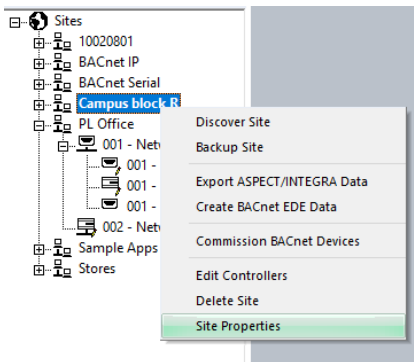 Sites
10020801
BACnet IP
BACnet Serial
Campus block R
PL Office
001 - Net
001 -
001 -
001 -
002 - Net
Sample Apps
Stores
Discover Site
Backup Site
Export ASPECT/INTEGRA Data
Create BACnet EDE Data
Commission BACnet Devices
Edit Controllers
Delete Site
Site Properties